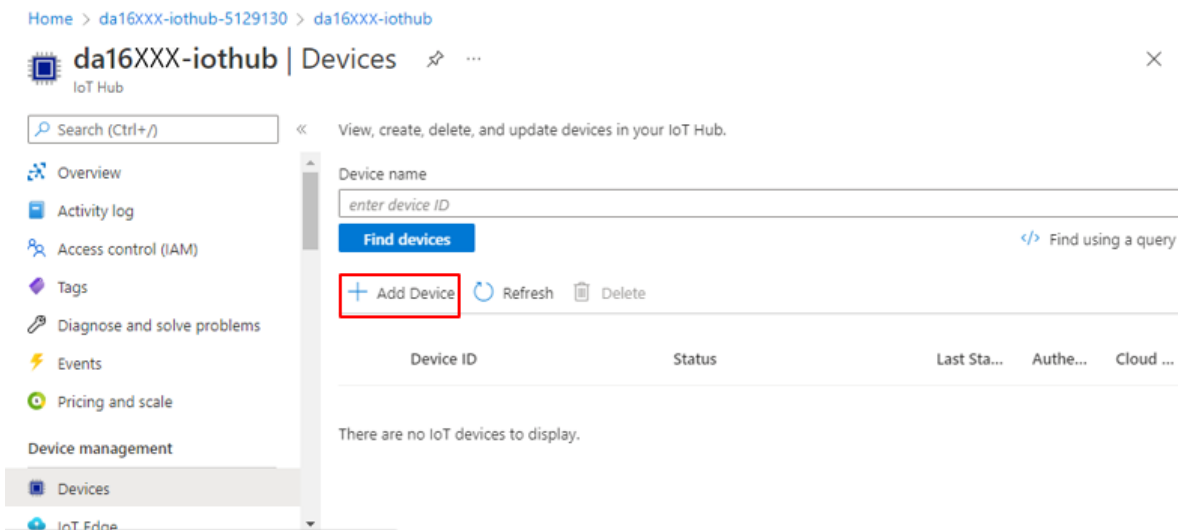 Home > da16XXX-iothub-5129130 > da16XXX-iothub
da16XXX-iothub | Devices ...
IoT Hub
Search (Ctrl+/)
«
Overview
Activity log
Access control (IAM)
Tags
Diagnose and solve problems
Events
Pricing and scale
Device management
Devices
IoT Edge
View, create, delete, and update devices in your IoT Hub.
Device name
enter device ID
Find devices
</> Find using a query
+ Add Device Refresh Delete
Device ID Status Last Sta... Authe... Cloud ...
There are no IoT devices to display.